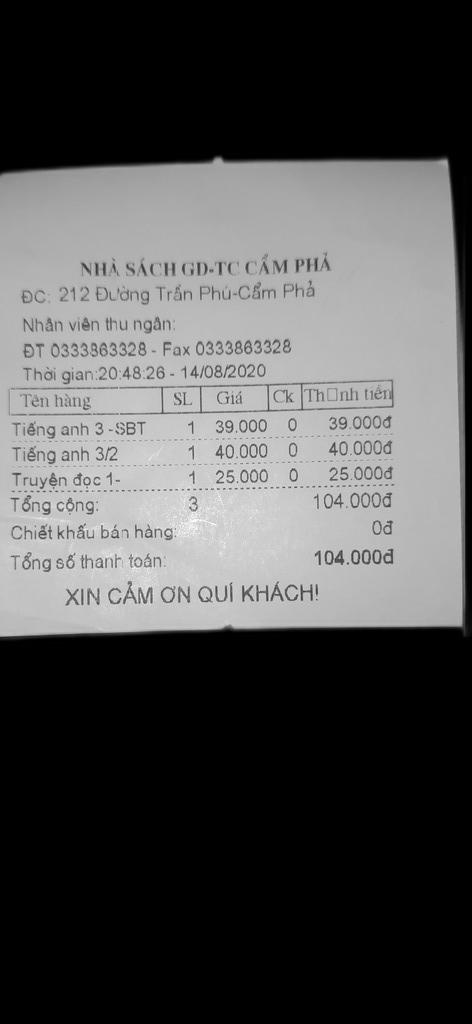 NHÀ SÁCH GD-TC CẨM PHẢ
ĐC: 212 Đường Trần Phú-Cẩm Phả
Nhân viên thu ngân:
ĐT 0333863328 - Fax 0333863328
Thời gian:20:48:26 - 14/08/2020
Tên hàng SL Giá Ck Th□nh tiền
Tiếng anh 3 -SBT 1 39.000 0 39.000đ
Tiếng anh 3/2 1 40.000 0 40.000đ
Truyện đọc 1- 1 25.000 0 25.000đ
Tổng cộng: 3 104.000đ
Chiết khấu bán hàng: 0đ
Tổng số thanh toán: 104.000đ
XIN CẢM ƠN QUÍ KHÁCH!